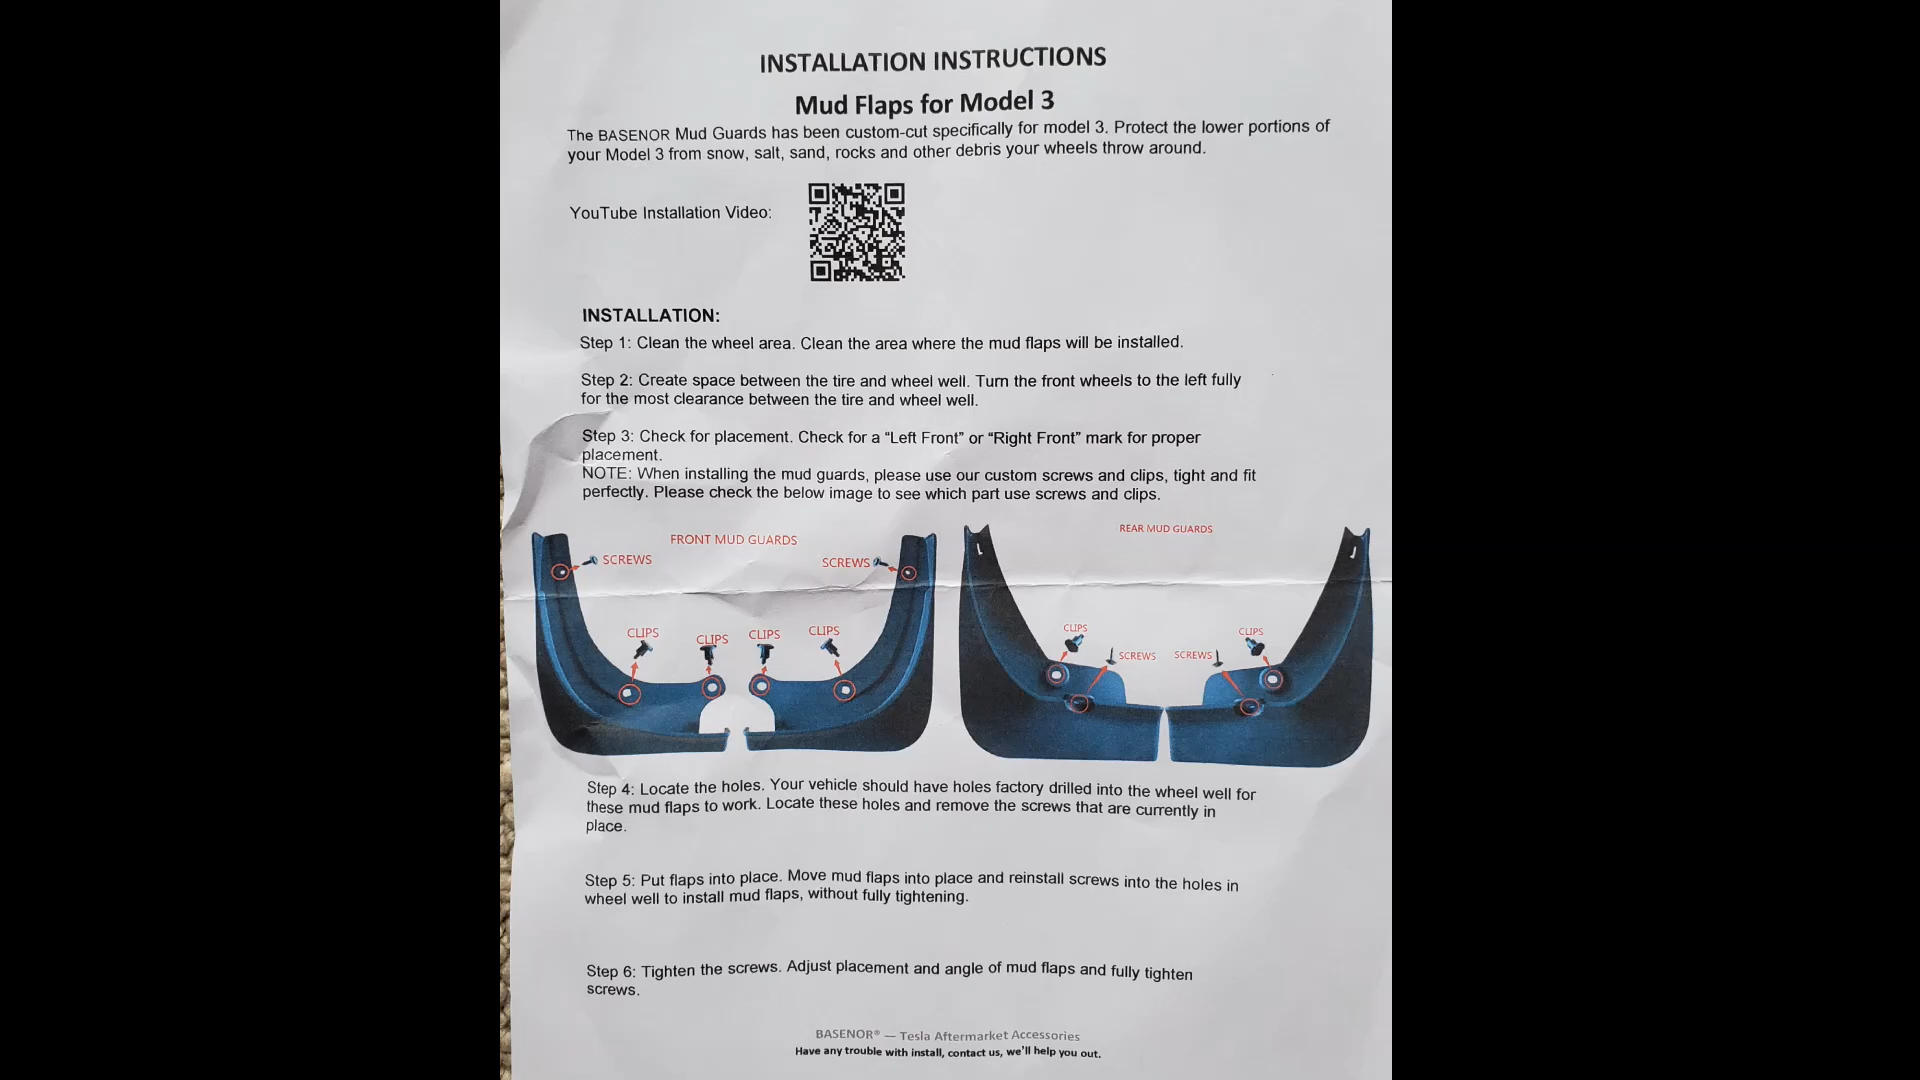 INSTALLATION INSTRUCTIONS
Mud Flaps for Model 3
The BASENOR Mud Guards has been custom-cut specifically for model 3. Protect the lower portions of
your Model 3 from snow, salt, sand, rocks and other debris your wheels throw around.
YouTube Installation Video:
INSTALLATION:
Step 1: Clean the wheel area. Clean the area where the mud flaps will be installed.
Step 2: Create space between the tire and wheel well. Turn the front wheels to the left fully
for the most clearance between the tire and wheel well.
Step 3: Check for placement. Check for a “Left Front” or “Right Front” mark for proper
placement.
NOTE: When installing the mud guards, please use our custom screws and clips, tight and fit
perfectly. Please check the below image to see which part use screws and clips.
FRONT MUD GUARDS
SCREWS
SCREWS
CLIPS
CLIPS
CLIPS
CLIPS
REAR MUD GUARDS
CLIPS
CLIPS
SCREWS
SCREWS
Step 4: Locate the holes. Your vehicle should have holes factory drilled into the wheel well for
these mud flaps to work. Locate these holes and remove the screws that are currently in
place.
Step 5: Put flaps into place. Move mud flaps into place and reinstall screws into the holes in
wheel well to install mud flaps, without fully tightening.
Step 6: Tighten the screws. Adjust placement and angle of mud flaps and fully tighten
screws.
BASENOR® — Tesla Aftermarket Accessories
Have any trouble with install, contact us, we'll help you out.